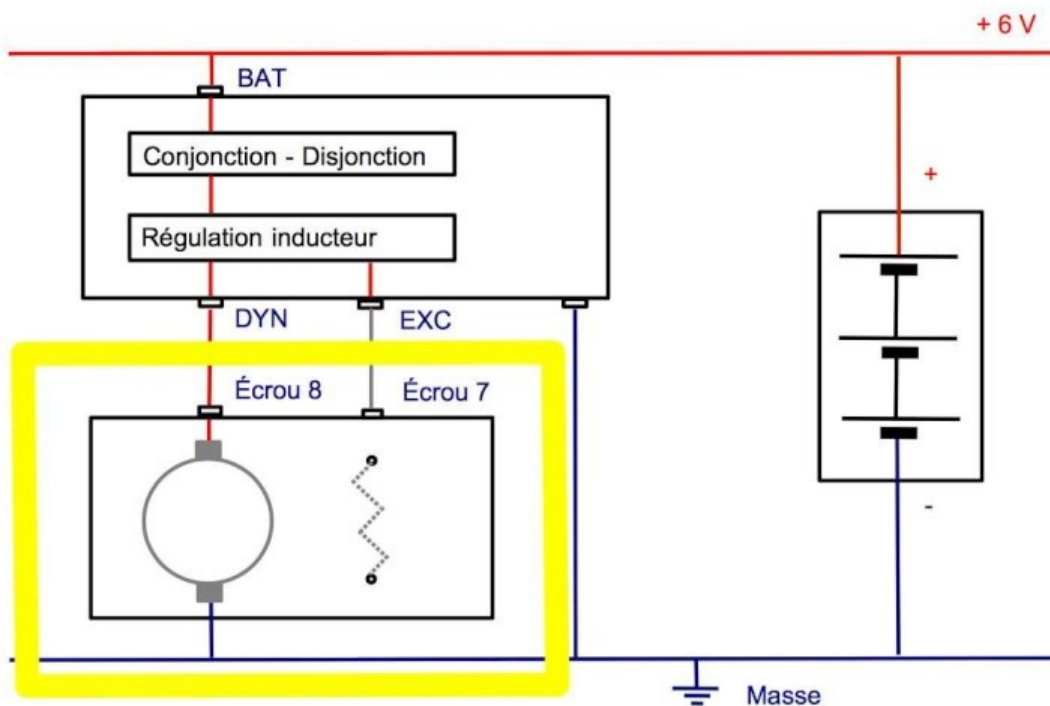 + 6 V
BAT
Conjonction - Disjonction
+
Régulation inducteur
DYN
EXC
Écrou 8
Écrou 7
-
Masse